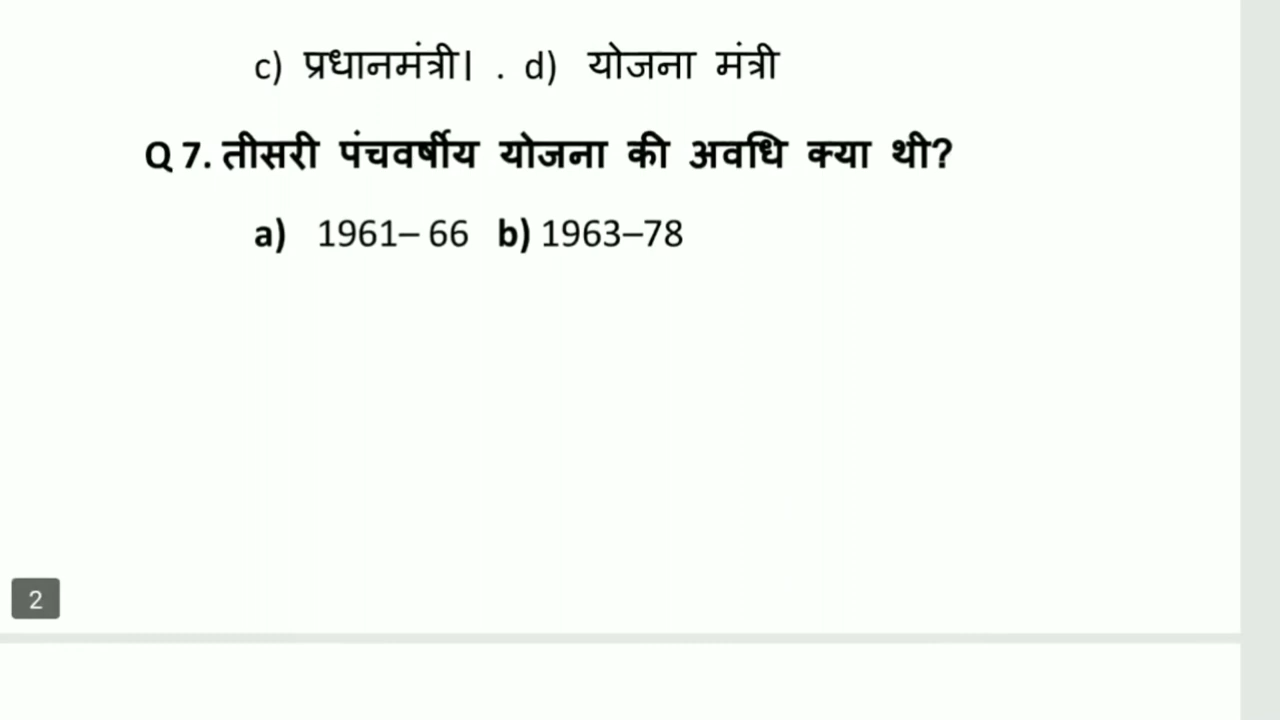 c) प्रधानमंत्री। . d) योजना मंत्री
Q 7. तीसरी पंचवर्षीय योजना की अवधि क्या थी?
a) 1961– 66 b) 1963–78
2